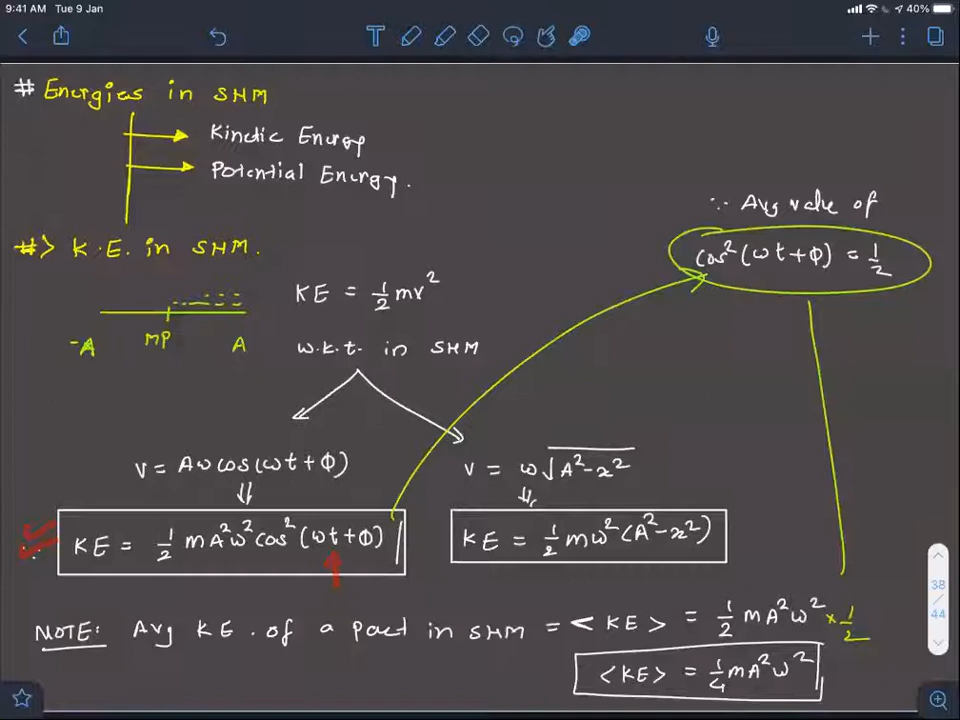 9:41 AM Tue 9 Jan
40%
# Energies in SHM
Kinetic Energy
Potential Energy.
∵ Avg value of
cos²(ωt+Φ) = 1/2
#> K.E. in SHM.
KE = 1/2 mv²
-A MP A
w.k.t. in SHM
v = Aω cos(ωt+Φ)
v = ω√(A²-x²)
⇓
⇓
∴ KE = 1/2 mA²ω² cos²(ωt+Φ)
KE = 1/2 mω²(A²-x²)
NOTE: Avg KE. of a pact in SHM = <KE> = 1/2 mA²ω² × 1/2
<KE> = 1/4 mA²ω²
38
/
44